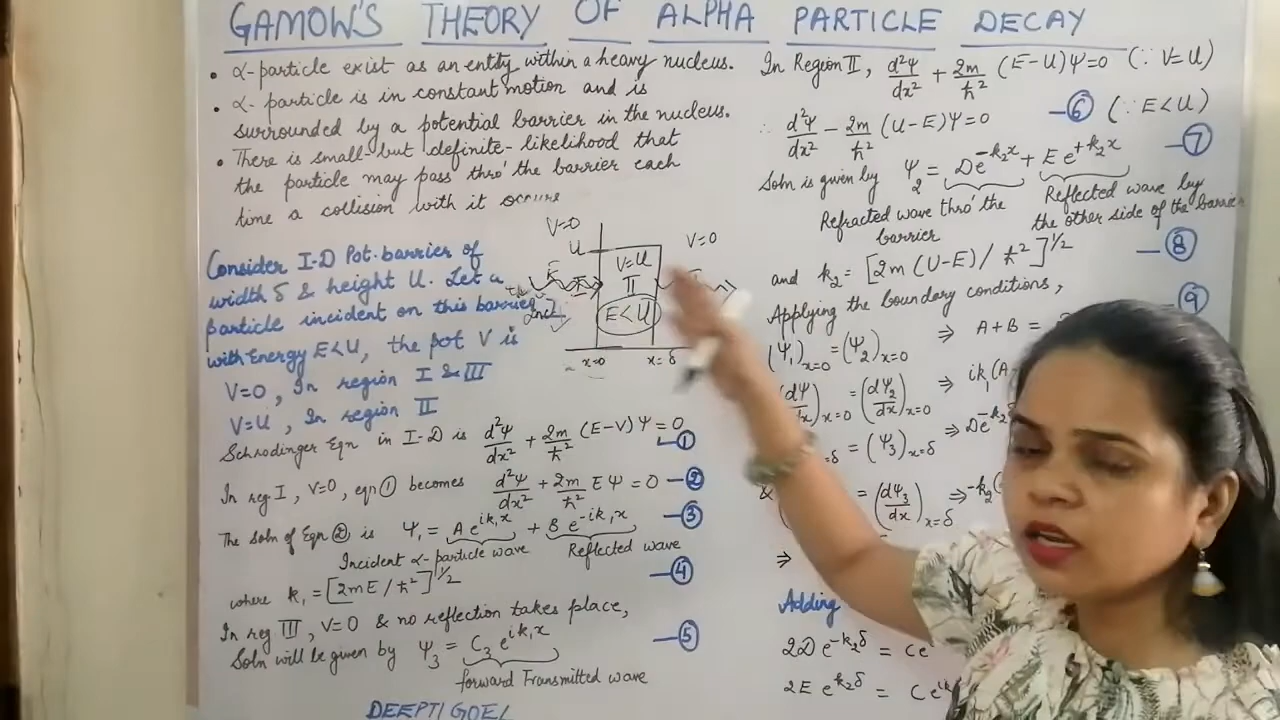 GAMOW'S THEORY OF ALPHA PARTICLE DECAY
• α-particle exist as an entity within a heavy nucleus.
• α-particle is in constant motion and is
surrounded by a potential barrier in the nucleus.
• There is small but definite-likelihood that
the particle may pass thro' the barrier each
time a collision with it occurs
Consider 1-D Pot. barrier of
width δ & height U. Let a
particle incident on this barrier
with Energy E<U, the pot V is
V=0, In region I & III
V=U, In region II
V=0
U
V=U
V=0
E
I
II
E<U
x=0 x=δ
Schrodinger Eqn in 1-D is d²ψ/dx² + 2m/ħ² (E-V)ψ=0 —①
In reg I, V=0, eqn ① becomes d²ψ/dx² + 2m/ħ² Eψ=0 —②
The soln of Eqn ② is ψ₁ = A e^{ik₁x} + B e^{-ik₁x} —③
Incident α-particle wave Reflected wave
where k₁ = [2mE/ħ²]^{1/2} —④
In reg III, V=0 & no reflection takes place,
Soln will be given by ψ₃ = C₃ e^{ik₁x} —⑤
forward Transmitted wave
DEEPTI GOEL
In Region II, d²ψ/dx² + 2m/ħ² (E-U)ψ=0 (∵ V=U)
∴ d²ψ/dx² - 2m/ħ² (U-E)ψ=0 —⑥ (∵ E<U)
Soln is given by ψ₂ = De^{-k₂x} + Ee^{+k₂x} —⑦
Refracted wave thro' the
barrier
Reflected wave by
the other side of the barrier
and k₂ = [2m(U-E)/ħ²]^{1/2} —⑧
Applying the boundary conditions, ⑨
(ψ₁)ₓ₌₀ = (ψ₂)ₓ₌₀ ⇒ A+B =
(dψ/dx)ₓ₌₀ = (dψ₂/dx)ₓ₌₀ ⇒ ik₁(A
=δ = (ψ₃)ₓ₌δ ⇒ De^{-k₂δ}
& = (dψ₃/dx)ₓ₌δ ⇒ -k₂(
⇒
Adding
2De^{-k₂δ} = Ce
2Ee^{k₂δ} = Ce^{ik